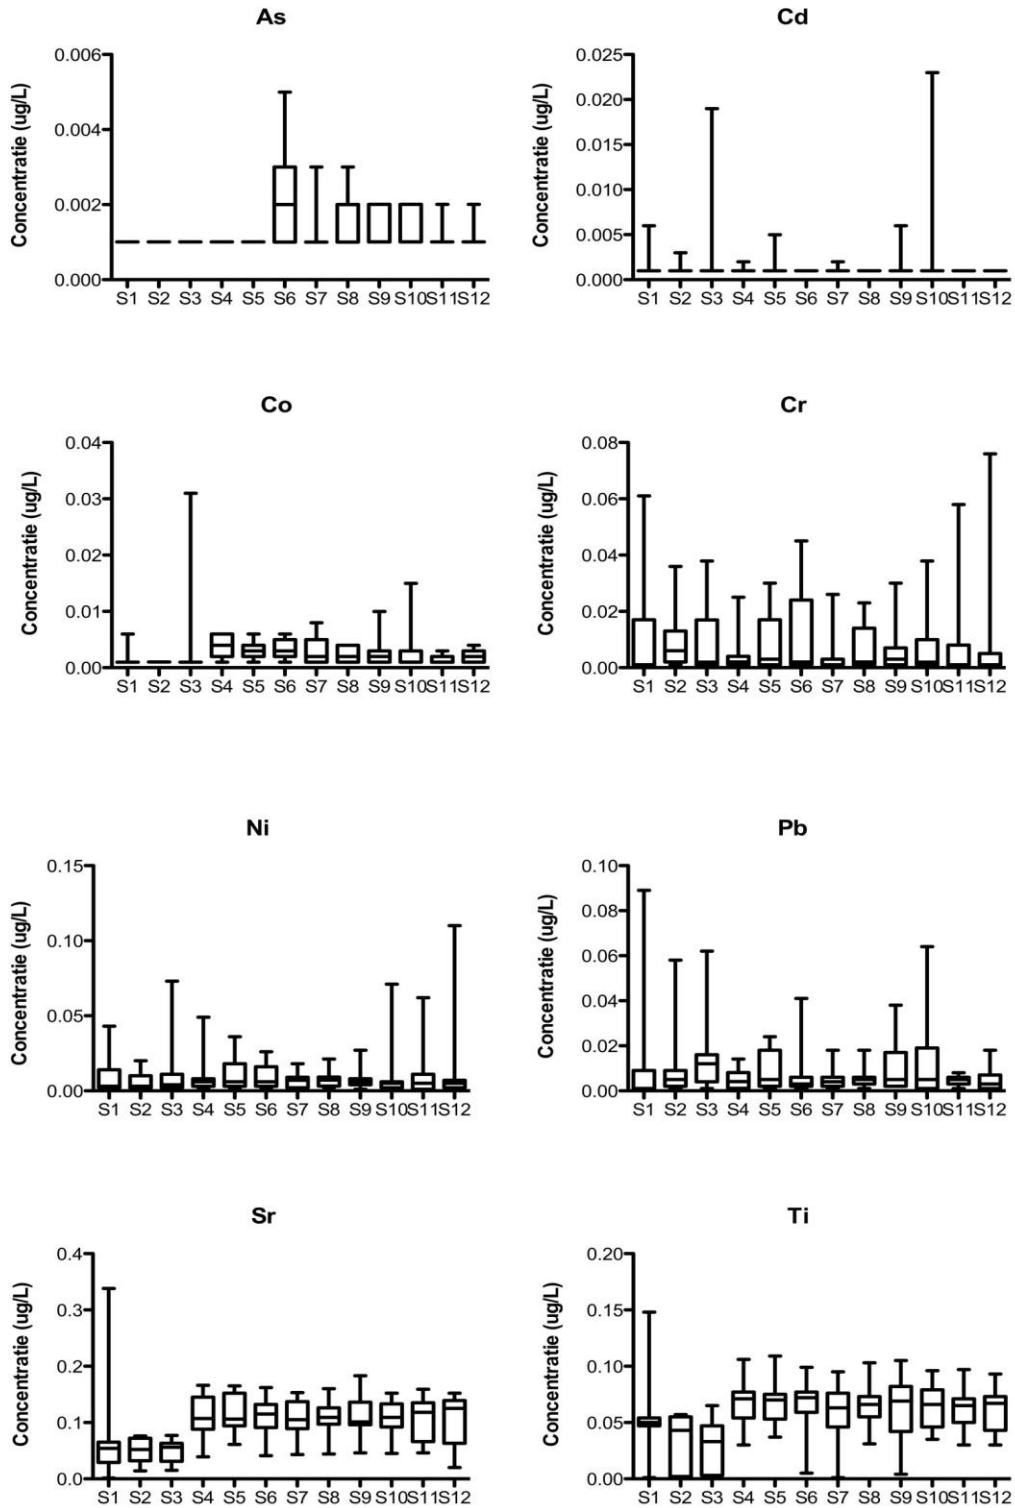 As
Concentratie (ug/L)
0.006
0.004
0.002
0.000
S1 S2 S3 S4 S5 S6 S7 S8 S9 S10 S11 S12
Cd
Concentratie (ug/L)
0.025
0.020
0.015
0.010
0.005
0.000
S1 S2 S3 S4 S5 S6 S7 S8 S9 S10 S11 S12
Co
Concentratie (ug/L)
0.04
0.03
0.02
0.01
0.00
S1 S2 S3 S4 S5 S6 S7 S8 S9 S10 S11 S12
Cr
Concentratie (ug/L)
0.08
0.06
0.04
0.02
0.00
S1 S2 S3 S4 S5 S6 S7 S8 S9 S10 S11 S12
Ni
Concentratie (ug/L)
0.15
0.10
0.05
0.00
S1 S2 S3 S4 S5 S6 S7 S8 S9 S10 S11 S12
Pb
Concentratie (ug/L)
0.10
0.08
0.06
0.04
0.02
0.00
S1 S2 S3 S4 S5 S6 S7 S8 S9 S10 S11 S12
Sr
Concentratie (ug/L)
0.4
0.3
0.2
0.1
0.0
S1 S2 S3 S4 S5 S6 S7 S8 S9 S10 S11 S12
Ti
Concentratie (ug/L)
0.20
0.15
0.10
0.05
0.00
S1 S2 S3 S4 S5 S6 S7 S8 S9 S10 S11 S12